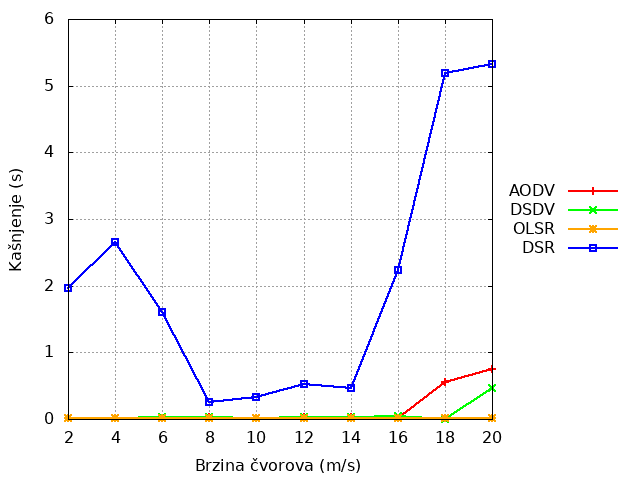 6
5
4
3
2
1
0
2 4 6 8 10 12 14 16 18 20
Kašnjenje (s)
Brzina čvorova (m/s)
AODV
DSDV
OLSR
DSR